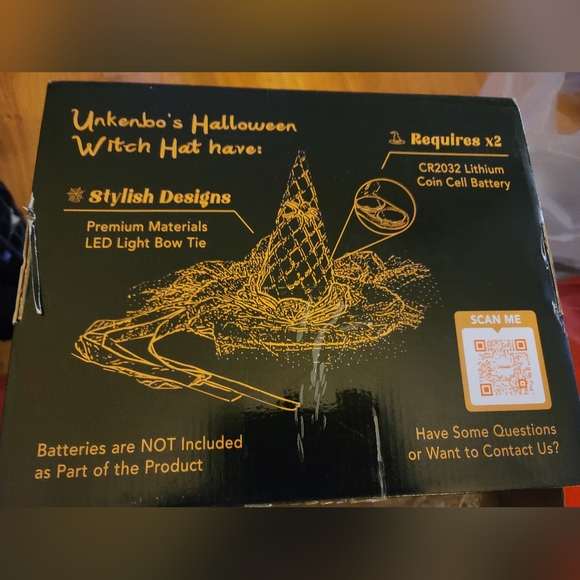 Unkenbo's Halloween
Witch Hat have:
Requires x2
CR2032 Lithium
Coin Cell Battery
Stylish Designs
Premium Materials
LED Light Bow Tie
SCAN ME
Batteries are NOT Included
as Part of the Product
Have Some Questions
or Want to Contact Us?